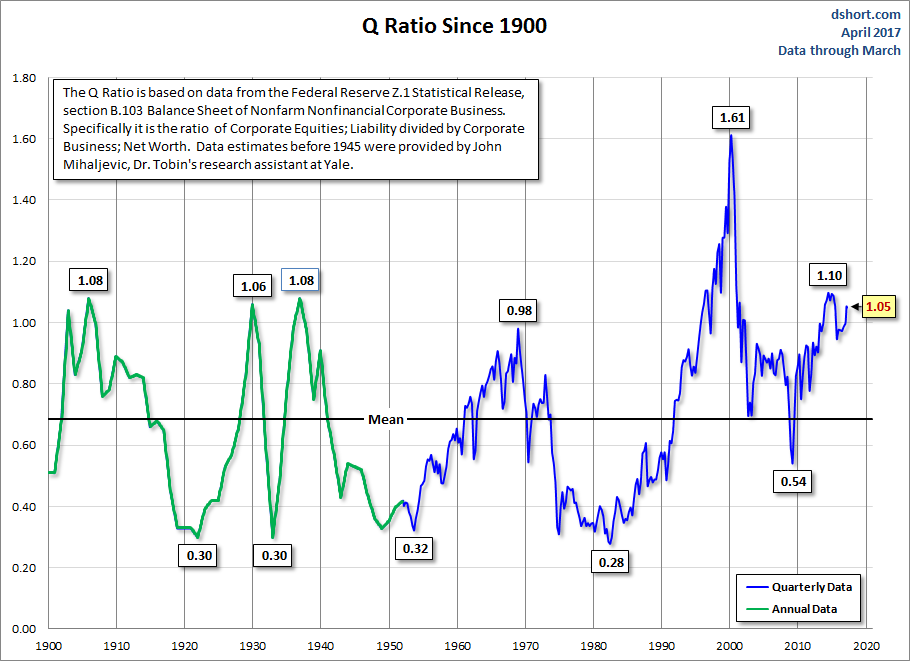 Q Ratio Since 1900
dshort.com
April 2017
Data through March
The Q Ratio is based on data from the Federal Reserve Z.1 Statistical Release,
section B.103 Balance Sheet of Nonfarm Nonfinancial Corporate Business.
Specifically it is the ratio of Corporate Equities; Liability divided by Corporate
Business; Net Worth. Data estimates before 1945 were provided by John
Mihaljevic, Dr. Tobin's research assistant at Yale.
1.80
1.60
1.40
1.20
1.00
0.80
0.60
0.40
0.20
0.00
1.08
1.06
1.08
0.98
1.61
1.10
1.05
Mean
0.30
0.30
0.32
0.28
0.54
Quarterly Data
Annual Data
1900
1910
1920
1930
1940
1950
1960
1970
1980
1990
2000
2010
2020